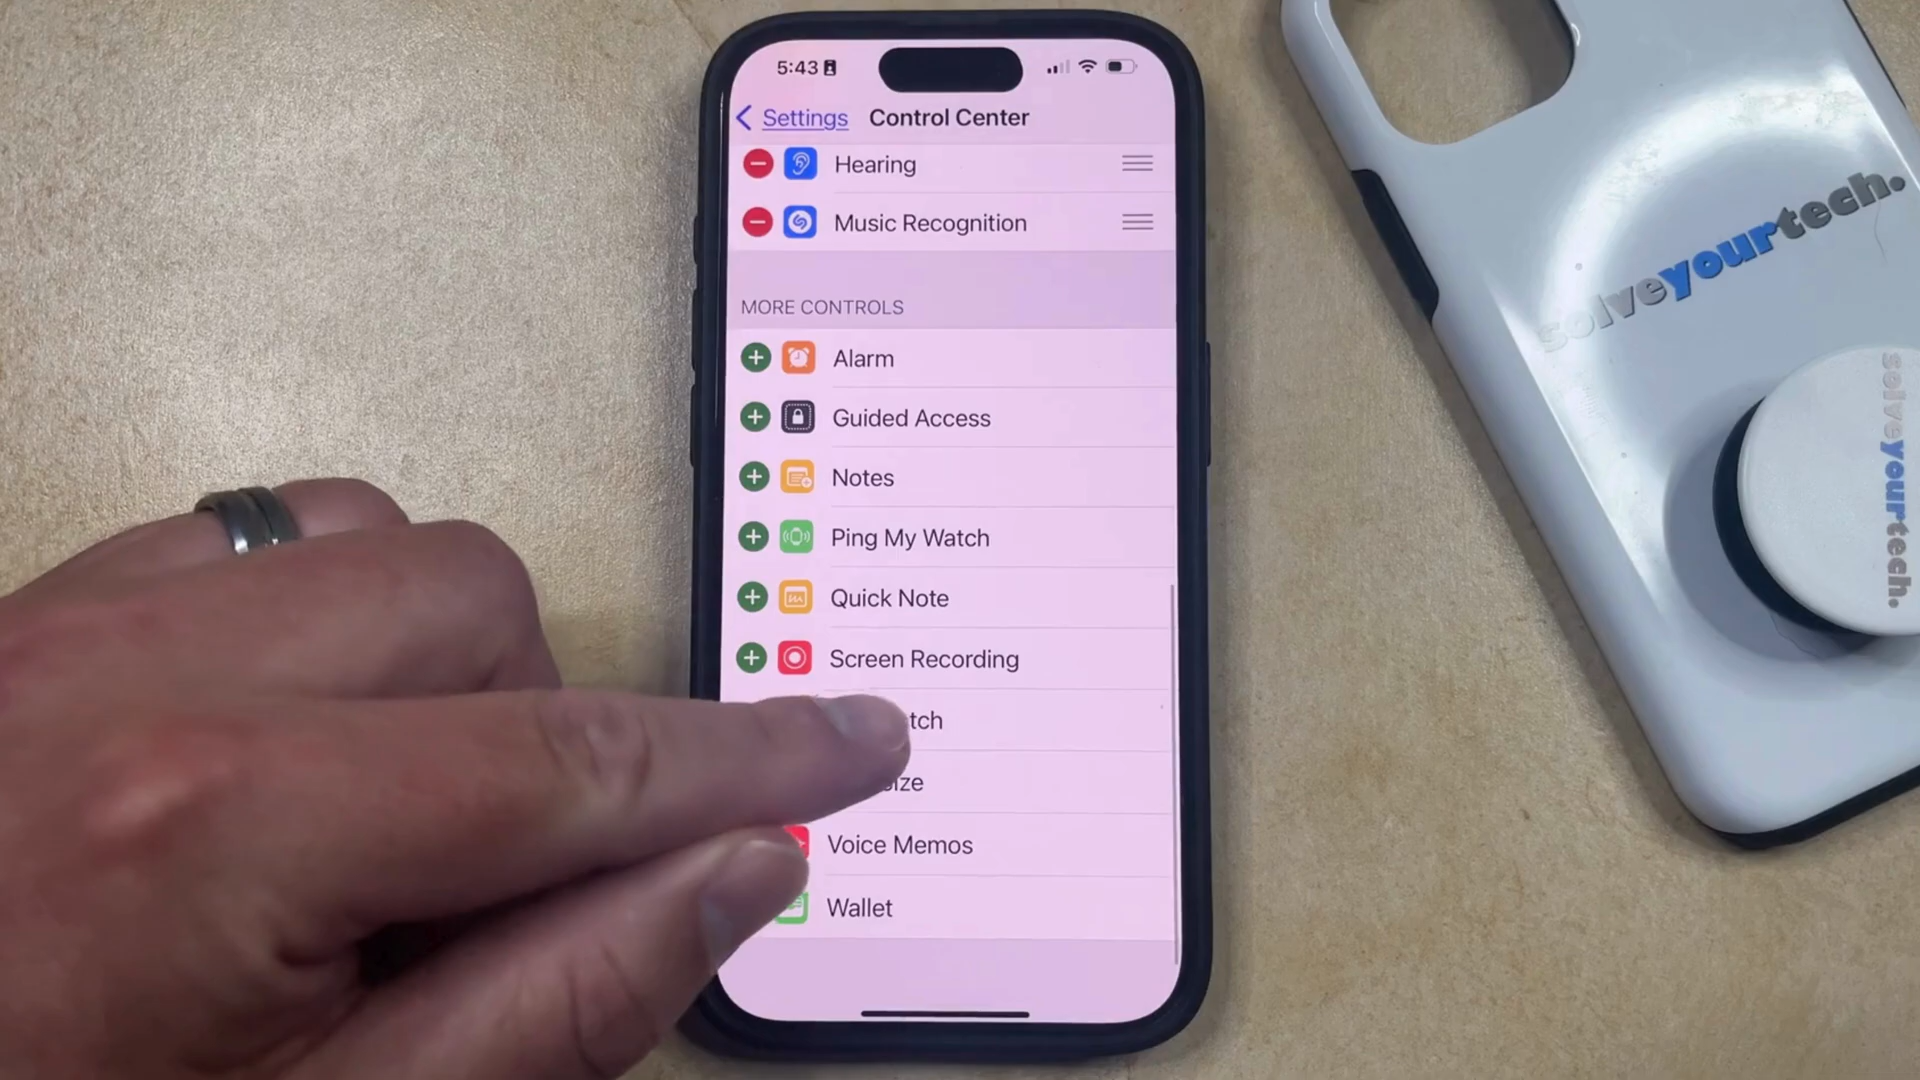 5:43
Settings Control Center
Hearing
Music Recognition
MORE CONTROLS
Alarm
Guided Access
Notes
Ping My Watch
Quick Note
Screen Recording
tch
ize
Voice Memos
Wallet
solveyourtech.
solveyourtech.